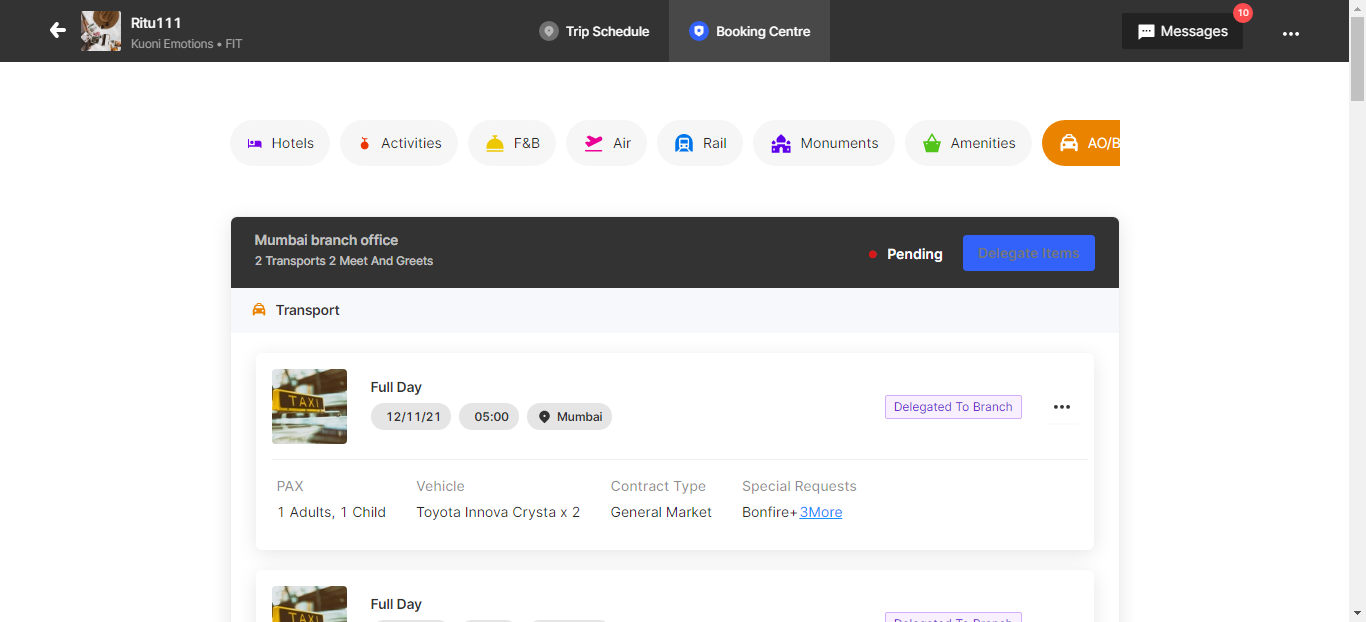 Ritu111
Kuoni Emotions • FIT
Trip Schedule
Booking Centre
Messages
10
Hotels
Activities
F&B
Air
Rail
Monuments
Amenities
AO/B
Mumbai branch office
2 Transports 2 Meet And Greets
Pending
Delegate Items
Transport
TAXI
Full Day
12/11/21
05:00
Mumbai
Delegated To Branch
PAX
Vehicle
Contract Type
Special Requests
1 Adults, 1 Child
Toyota Innova Crysta x 2
General Market
Bonfire+3More
TAXI
Full Day
Delegated To Branch